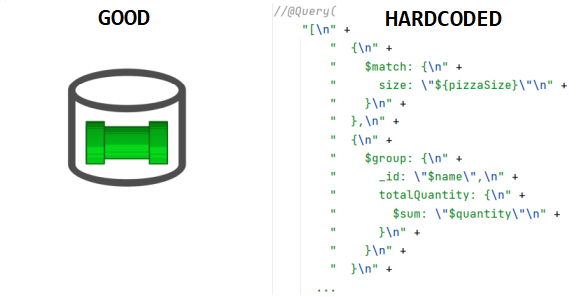 GOOD
HARDCODED
//@Query(
"[\n" +
"  {\n" +
"    $match: {\n" +
"      size: \"${pizzaSize}\"\n" +
"    }\n" +
"  },\n" +
"  {\n" +
"    $group: {\n" +
"      _id: \"$name\",\n" +
"      totalQuantity: {\n" +
"        $sum: \"$quantity\"\n" +
"      }\n" +
"    }\n" +
"  }\n" +
...